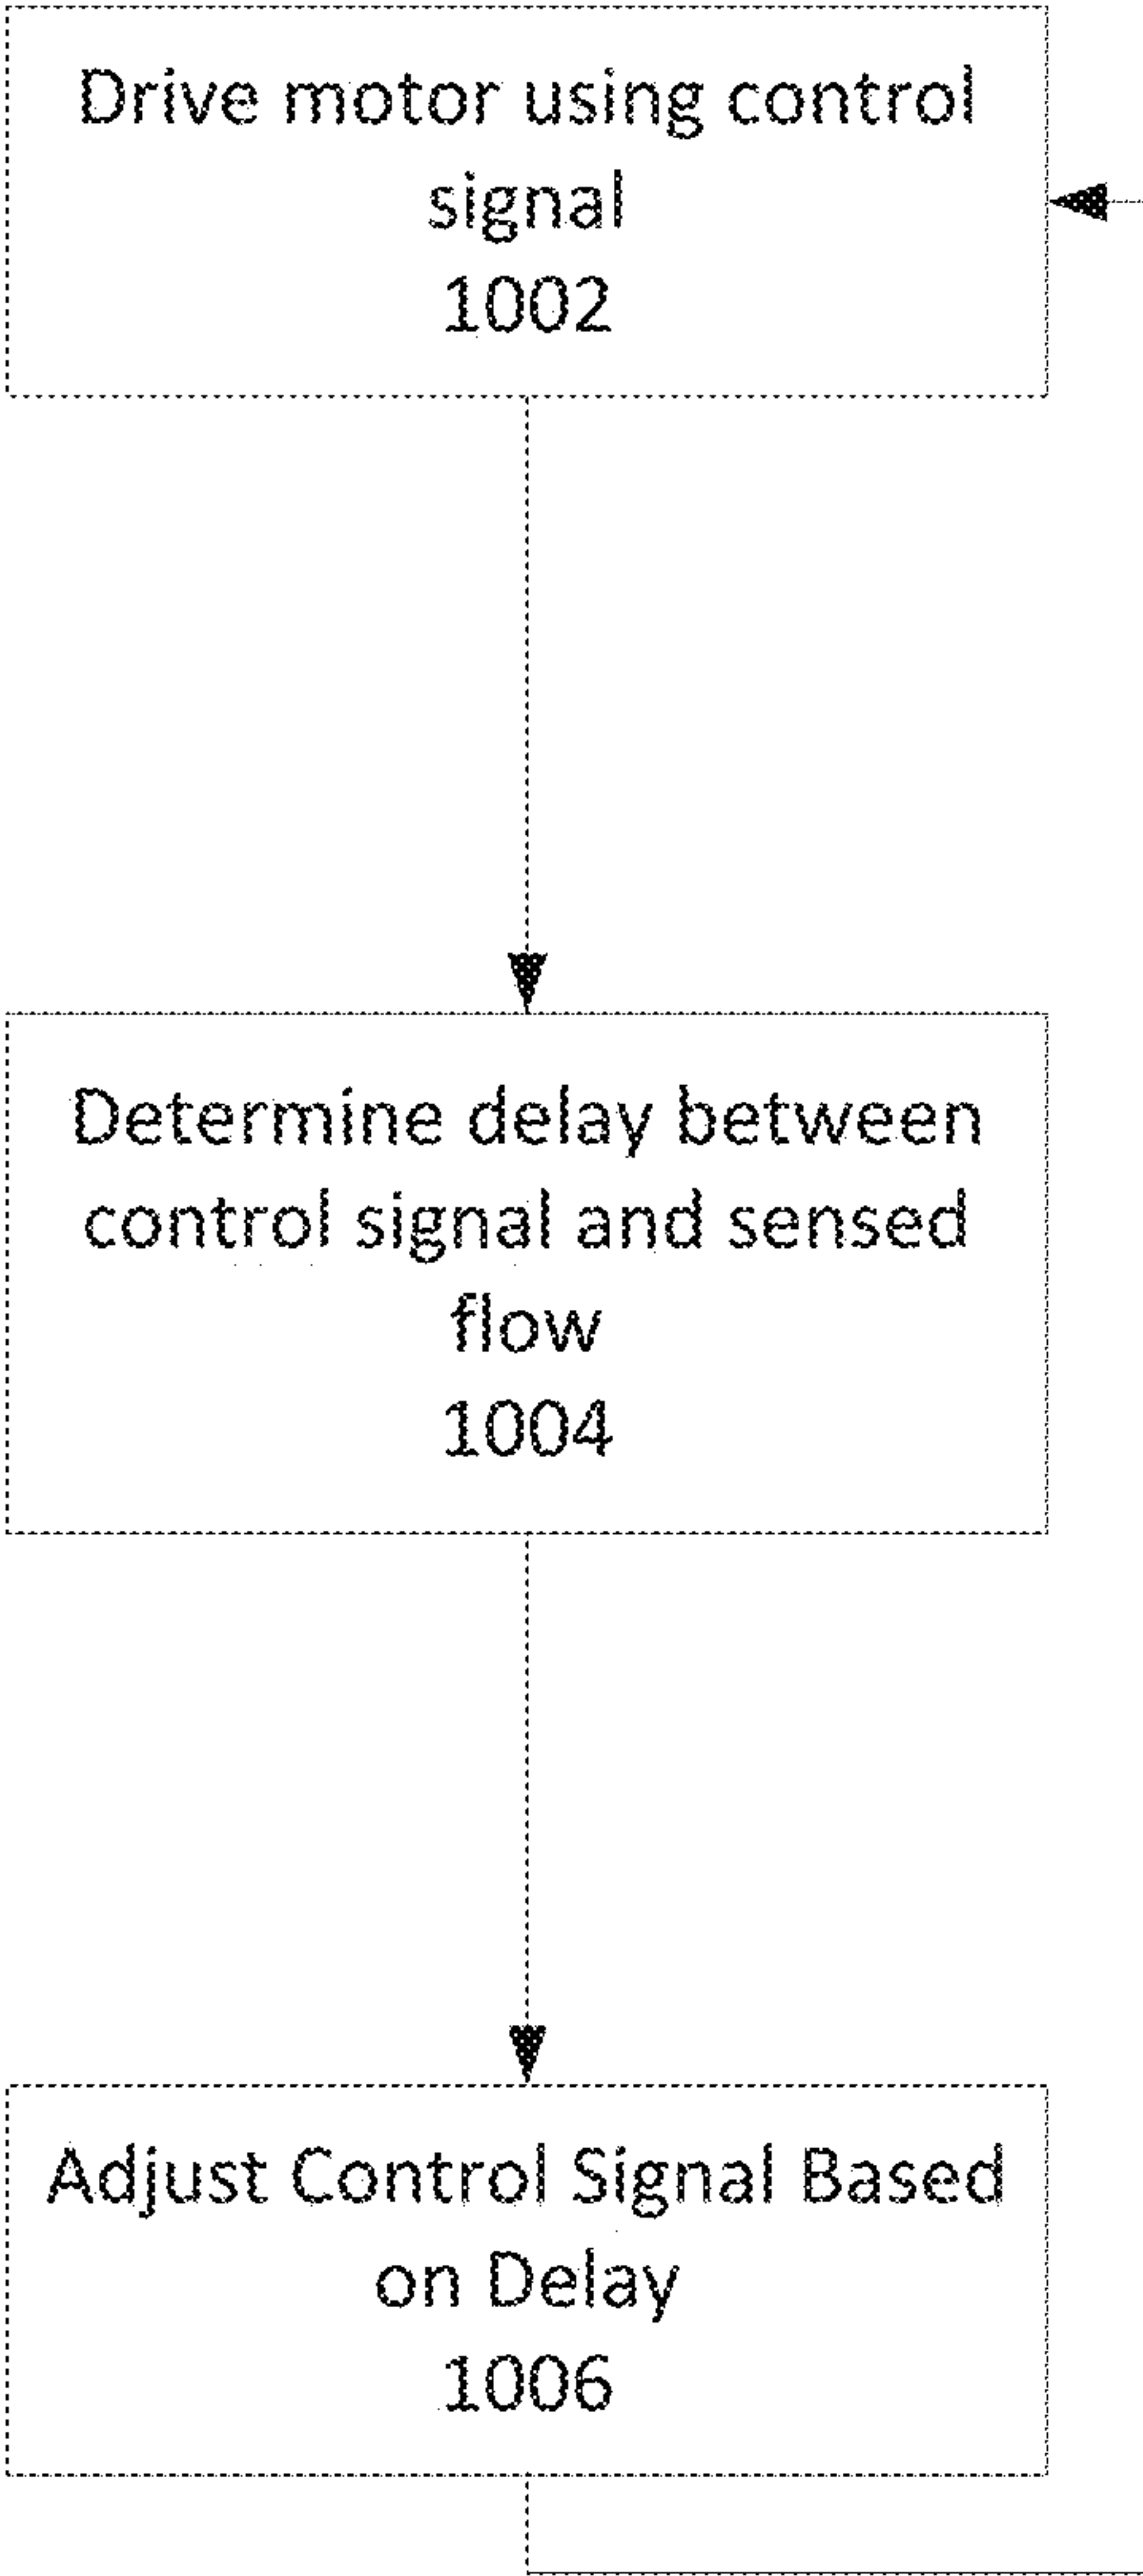 Drive motor using control
signal
1002
Determine delay between
control signal and sensed
flow
1004
Adjust Control Signal Based
on Delay
1006